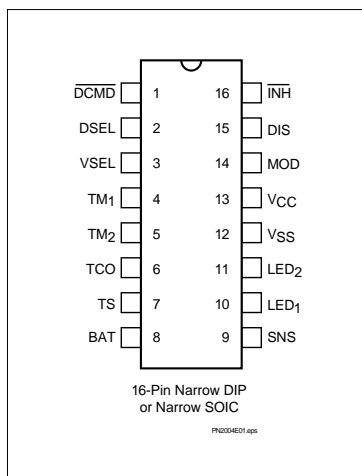 DCMD 1 16 INH
DSEL 2 15 DIS
VSEL 3 14 MOD
TM1 4 13 VCC
TM2 5 12 VSS
TCO 6 11 LED2
TS 7 10 LED1
BAT 8 9 SNS
16-Pin Narrow DIP
or Narrow SOIC
PN2004E01.eps